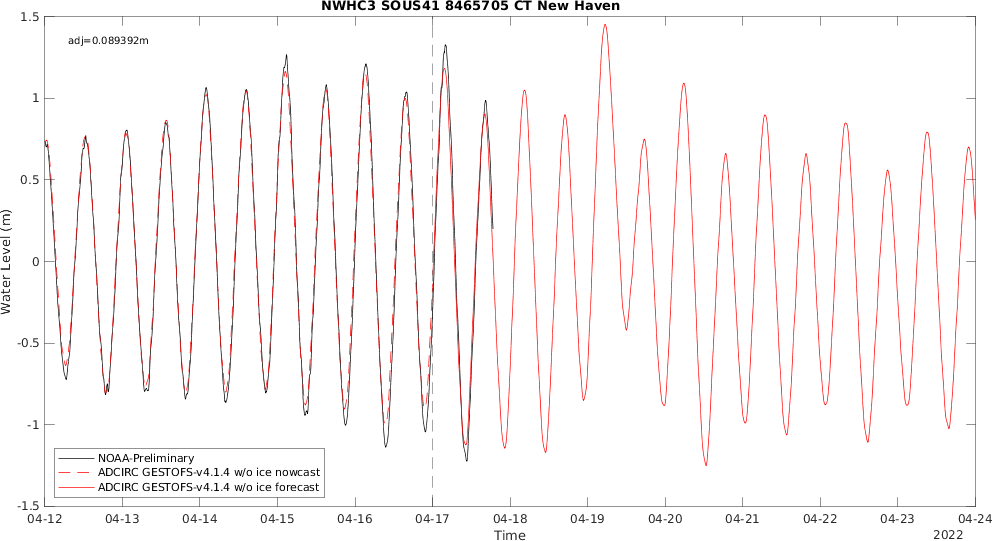 NWHC3 SOUS41 8465705 CT New Haven
adj=0.089392m
1.5
1
0.5
0
-0.5
-1
-1.5
Water Level (m)
NOAA-Preliminary
ADCIRC GESTOFS-v4.1.4 w/o ice nowcast
ADCIRC GESTOFS-v4.1.4 w/o ice forecast
04-12 04-13 04-14 04-15 04-16 04-17 04-18 04-19 04-20 04-21 04-22 04-23 04-24
Time
2022